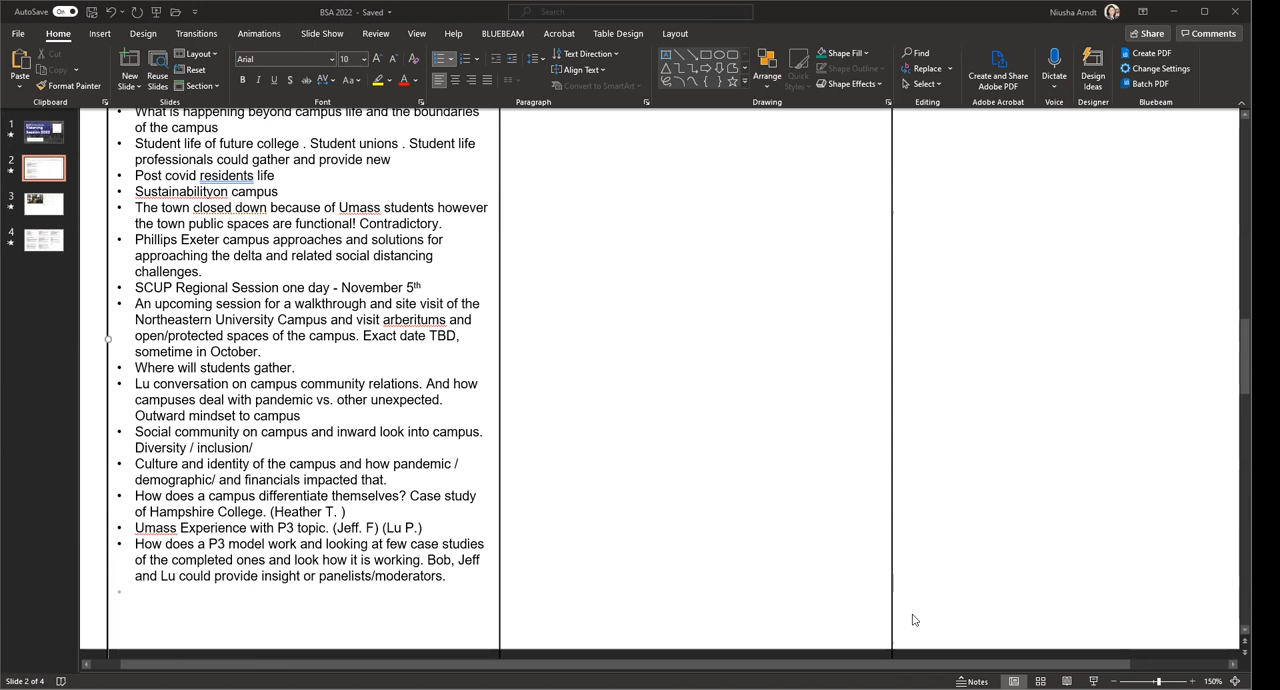 AutoSave On BSA 2022 - Saved Search Niusha Arndt
File Home Insert Design Transitions Animations Slide Show Review View Help BLUEBEAM Acrobat Table Design Layout Share Comments
Paste Cut Copy Format Painter Clipboard
New Slide Reuse Slides Layout Reset Section Slides
Arial 10 Font
Text Direction Align Text Convert to SmartArt Paragraph
Arrange Quick Styles Shape Fill Shape Outline Shape Effects Drawing
Find Replace Select Editing
Create and Share Adobe PDF Adobe Acrobat
Dictate Voice
Design Ideas Designer
Create PDF Change Settings Batch PDF Bluebeam
1
2
3
4
What is happening beyond campus life and the boundaries
of the campus
Student life of future college . Student unions . Student life
professionals could gather and provide new
Post covid residents life
Sustainabilityon campus
The town closed down because of Umass students however
the town public spaces are functional! Contradictory.
Phillips Exeter campus approaches and solutions for
approaching the delta and related social distancing
challenges.
SCUP Regional Session one day - November 5th
An upcoming session for a walkthrough and site visit of the
Northeastern University Campus and visit arberitums and
open/protected spaces of the campus. Exact date TBD,
sometime in October.
Where will students gather.
Lu conversation on campus community relations. And how
campuses deal with pandemic vs. other unexpected.
Outward mindset to campus
Social community on campus and inward look into campus.
Diversity / inclusion/
Culture and identity of the campus and how pandemic /
demographic/ and financials impacted that.
How does a campus differentiate themselves? Case study
of Hampshire College. (Heather T. )
Umass Experience with P3 topic. (Jeff. F) (Lu P.)
How does a P3 model work and looking at few case studies
of the completed ones and look how it is working. Bob, Jeff
and Lu could provide insight or panelists/moderators.
Slide 2 of 4 Notes 150%